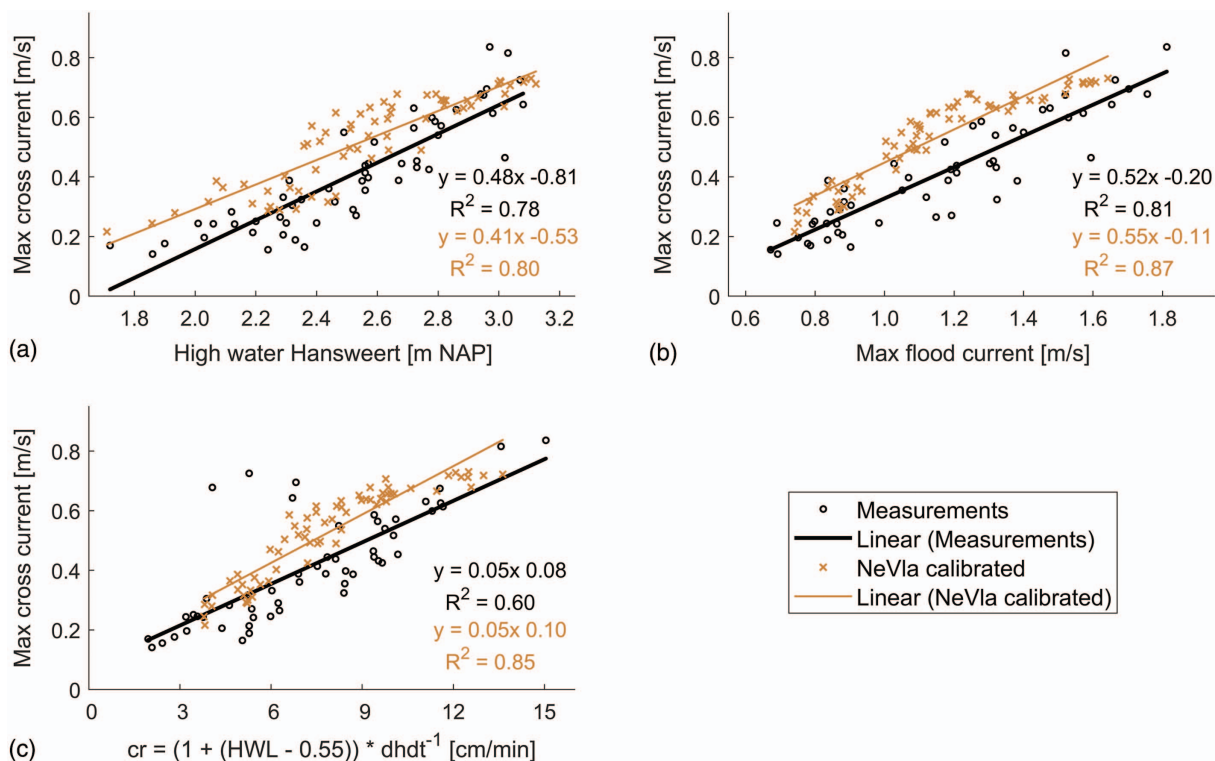 Max cross current [m/s]
0.8
0.6
0.4
0.2
0
y = 0.48x -0.81
R² = 0.78
y = 0.41x -0.53
R² = 0.80
1.8 2.0 2.2 2.4 2.6 2.8 3.0 3.2
(a) High water Hansweert [m NAP]
Max cross current [m/s]
0.8
0.6
0.4
0.2
0
y = 0.52x -0.20
R² = 0.81
y = 0.55x -0.11
R² = 0.87
0.6 0.8 1.0 1.2 1.4 1.6 1.8
(b) Max flood current [m/s]
Max cross current [m/s]
0.8
0.6
0.4
0.2
0
y = 0.05x 0.08
R² = 0.60
y = 0.05x 0.10
R² = 0.85
0 3 6 9 12 15
(c) cr = (1 + (HWL - 0.55)) * dhdt⁻¹ [cm/min]
Measurements
Linear (Measurements)
NeVla calibrated
Linear (NeVla calibrated)